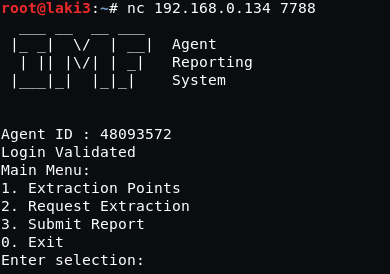 root@laki3:~# nc 192.168.0.134 7788
IMF
Agent
Reporting
System
Agent ID : 48093572
Login Validated
Main Menu:
1. Extraction Points
2. Request Extraction
3. Submit Report
0. Exit
Enter selection: